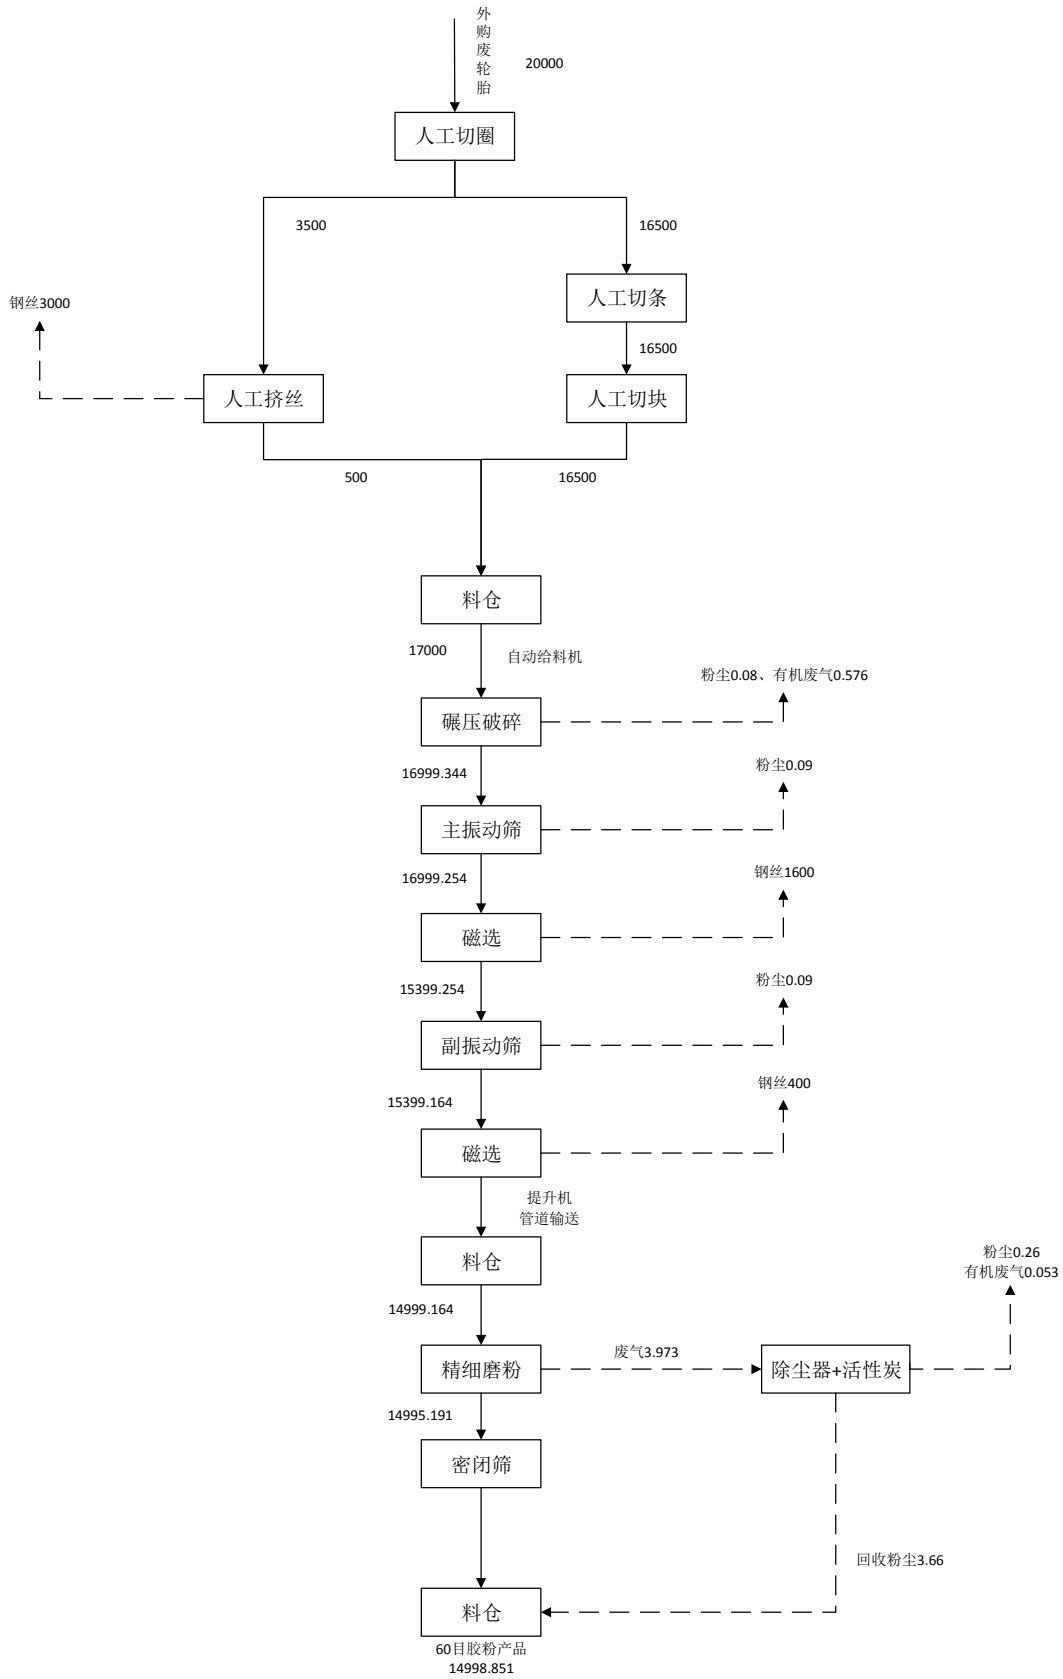 外购废轮胎
20000
人工切圈
3500
16500
钢丝3000
人工切条
16500
人工挤丝
人工切块
500
16500
料仓
17000
自动给料机
粉尘0.08、有机废气0.576
碾压破碎
16999.344
粉尘0.09
主振动筛
16999.254
钢丝1600
磁选
15399.254
粉尘0.09
副振动筛
15399.164
钢丝400
磁选
提升机
管道输送
料仓
粉尘0.26
有机废气0.053
14999.164
废气3.973
精细磨粉
除尘器+活性炭
14995.191
密闭筛
回收粉尘3.66
料仓
60目胶粉产品
14998.851